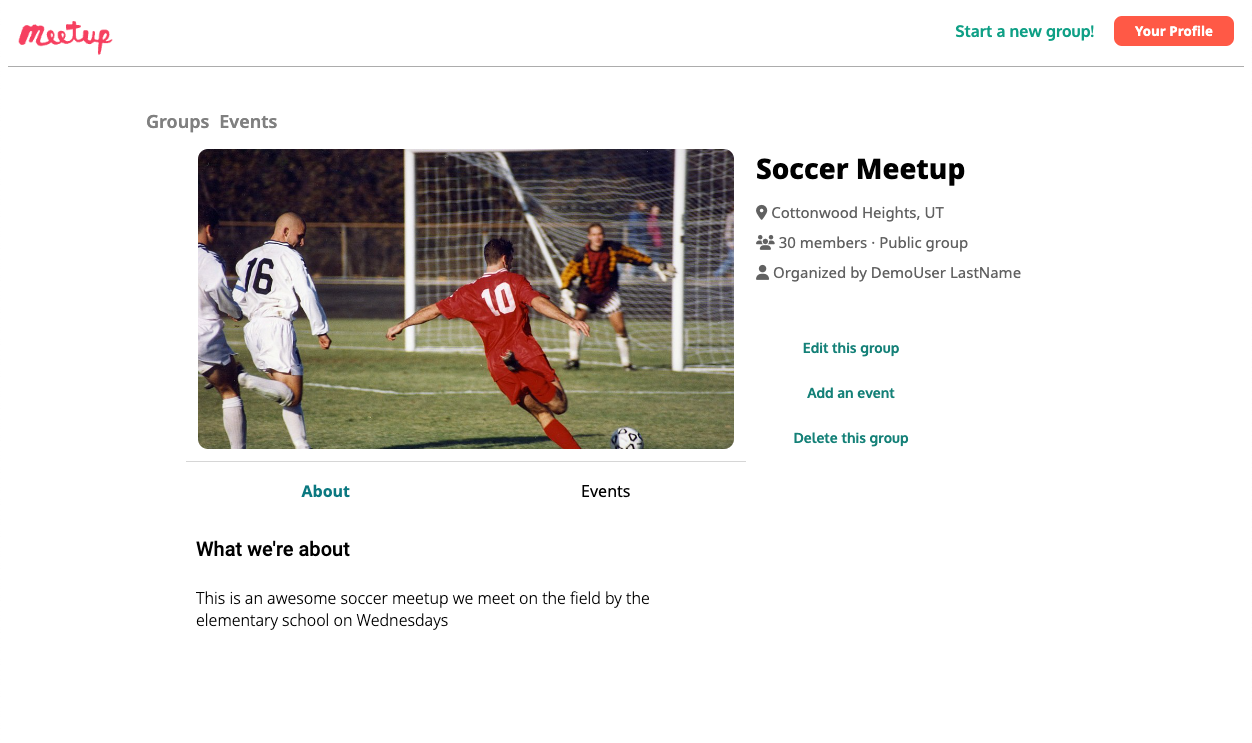 meetup
Start a new group!
Your Profile
Groups Events
16
10
Soccer Meetup
Cottonwood Heights, UT
30 members · Public group
Organized by DemoUser LastName
Edit this group
Add an event
Delete this group
About
Events
What we're about
This is an awesome soccer meetup we meet on the field by the
elementary school on Wednesdays